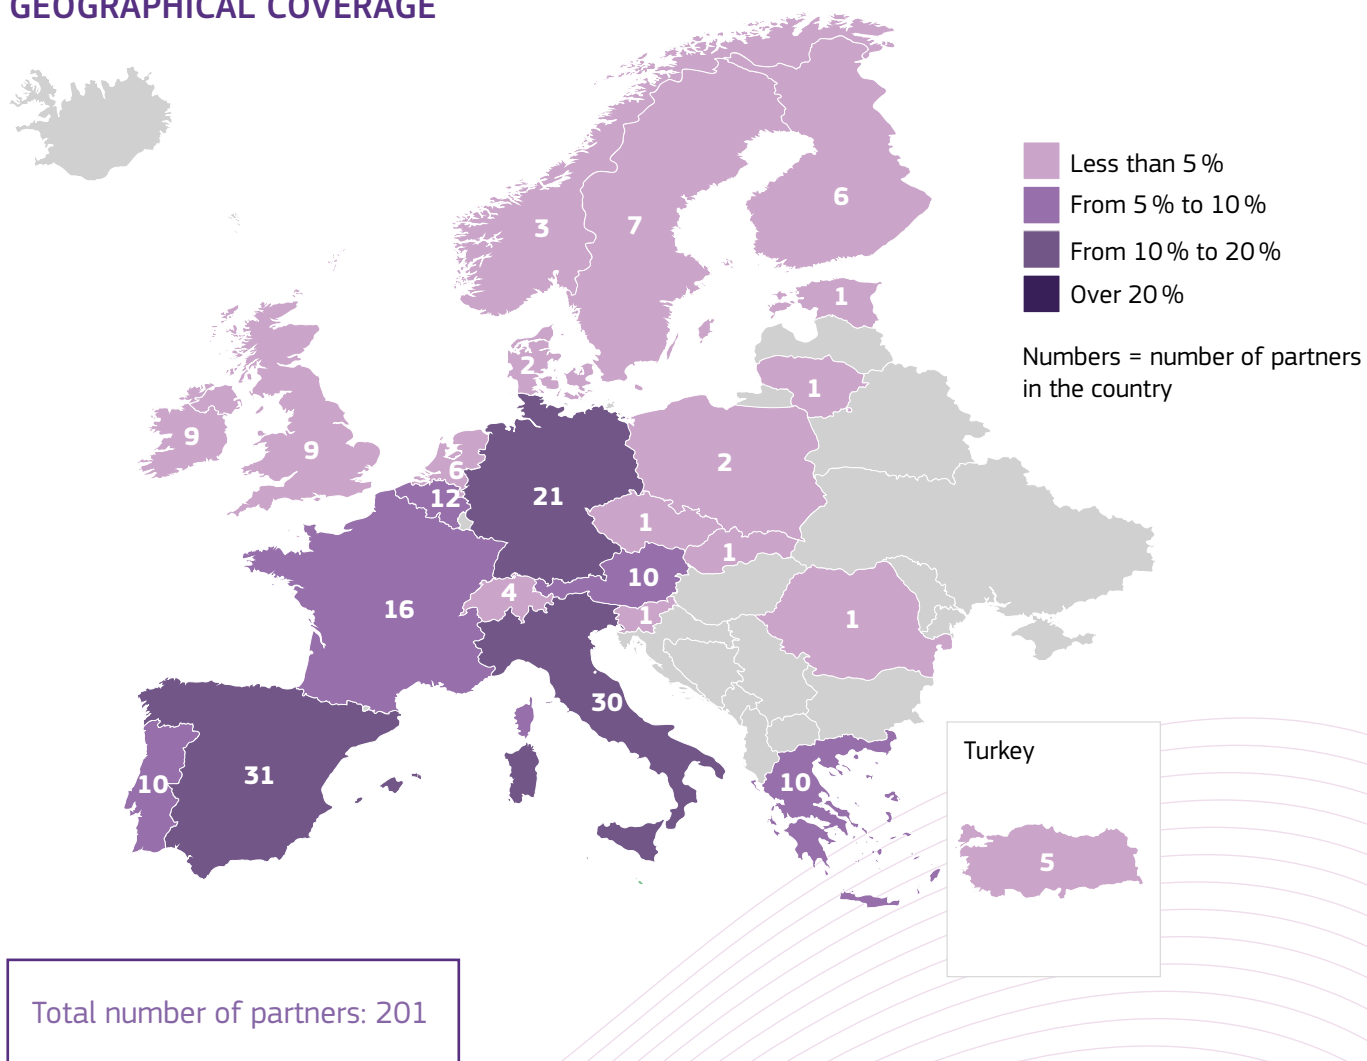 GEOGRAPHICAL COVERAGE
Less than 5 %
From 5 % to 10 %
From 10 % to 20 %
Over 20 %
Numbers = number of partners
in the country
3
7
6
1
2
1
9
9
6
12
21
2
1
1
10
4
1
16
1
30
31
10
10
Turkey
5
Total number of partners: 201